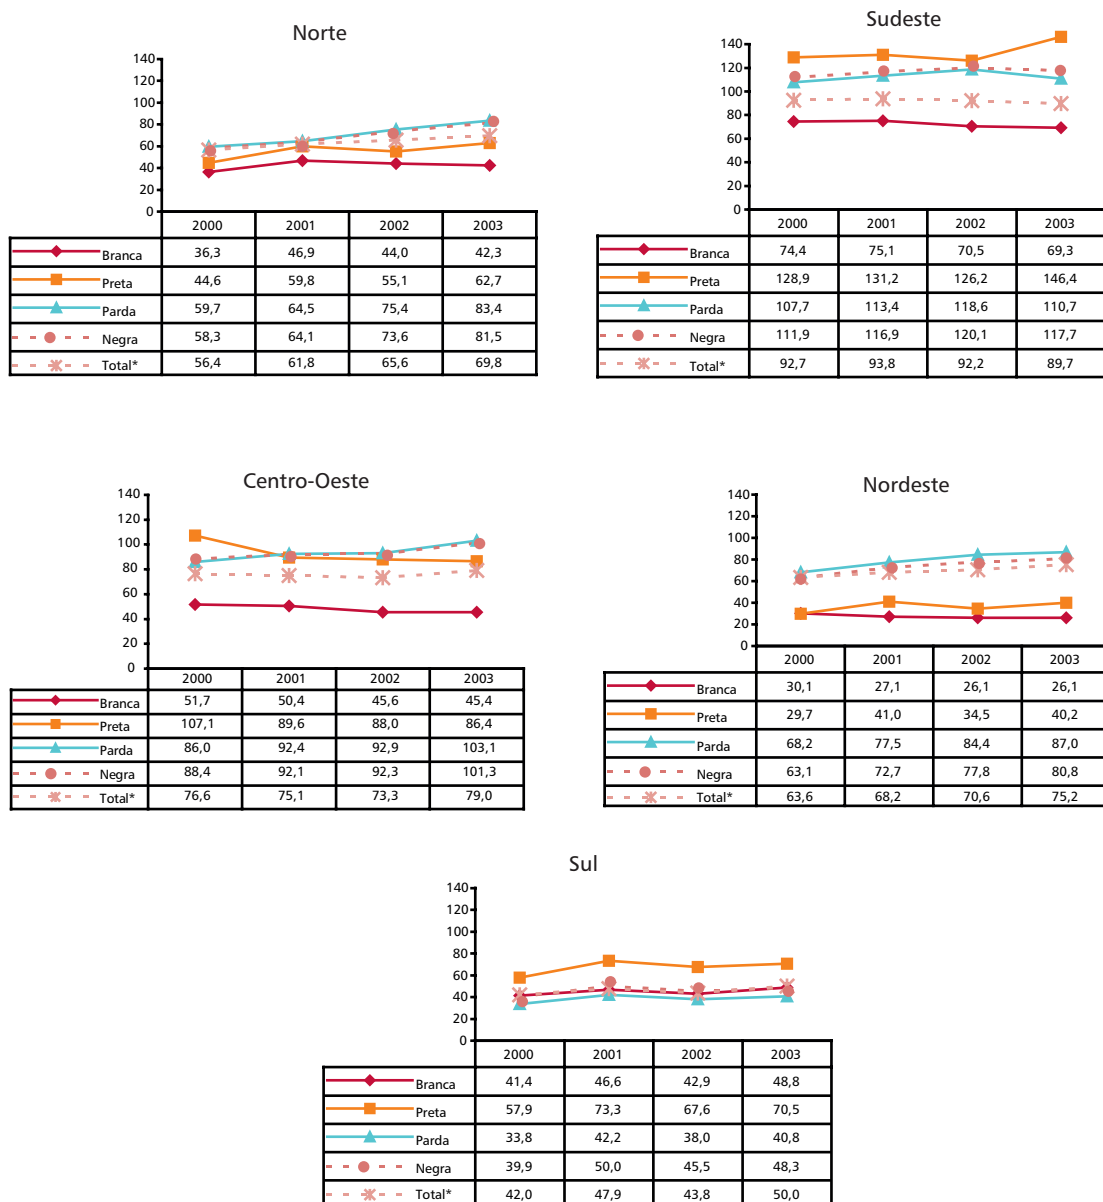 Norte
140
120
100
80
60
40
20
0
2000 2001 2002 2003
Branca 36,3 46,9 44,0 42,3
Preta 44,6 59,8 55,1 62,7
Parda 59,7 64,5 75,4 83,4
Negra 58,3 64,1 73,6 81,5
Total* 56,4 61,8 65,6 69,8
Sudeste
140
120
100
80
60
40
20
0
2000 2001 2002 2003
Branca 74,4 75,1 70,5 69,3
Preta 128,9 131,2 126,2 146,4
Parda 107,7 113,4 118,6 110,7
Negra 111,9 116,9 120,1 117,7
Total* 92,7 93,8 92,2 89,7
Centro-Oeste
140
120
100
80
60
40
20
0
2000 2001 2002 2003
Branca 51,7 50,4 45,6 45,4
Preta 107,1 89,6 88,0 86,4
Parda 86,0 92,4 92,9 103,1
Negra 88,4 92,1 92,3 101,3
Total* 76,6 75,1 73,3 79,0
Nordeste
140
120
100
80
60
40
20
0
2000 2001 2002 2003
Branca 30,1 27,1 26,1 26,1
Preta 29,7 41,0 34,5 40,2
Parda 68,2 77,5 84,4 87,0
Negra 63,1 72,7 77,8 80,8
Total* 63,6 68,2 70,6 75,2
Sul
140
120
100
80
60
40
20
0
2000 2001 2002 2003
Branca 41,4 46,6 42,9 48,8
Preta 57,9 73,3 67,6 70,5
Parda 33,8 42,2 38,0 40,8
Negra 39,9 50,0 45,5 48,3
Total* 42,0 47,9 43,8 50,0